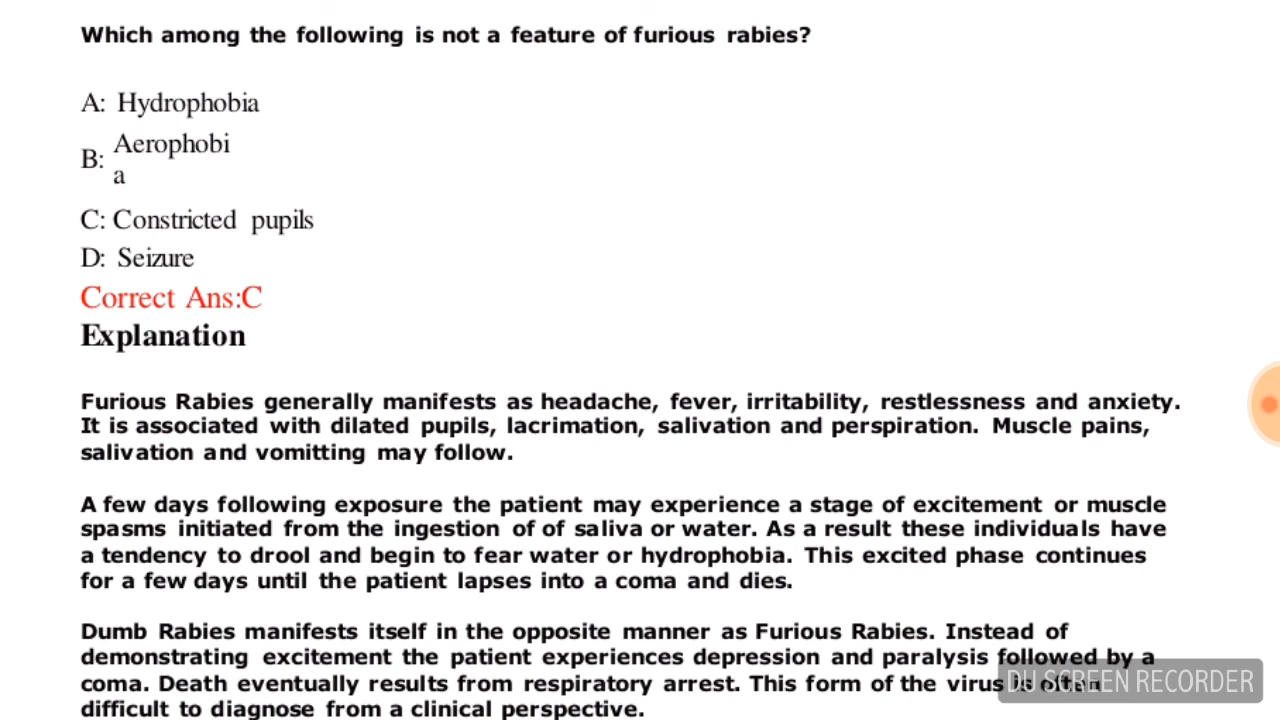 Which among the following is not a feature of furious rabies?
A: Hydrophobia
B: Aerophobi
a
C: Constricted pupils
D: Seizure
Correct Ans:C
Explanation
Furious Rabies generally manifests as headache, fever, irritability, restlessness and anxiety.
It is associated with dilated pupils, lacrimation, salivation and perspiration. Muscle pains,
salivation and vomitting may follow.
A few days following exposure the patient may experience a stage of excitement or muscle
spasms initiated from the ingestion of of saliva or water. As a result these individuals have
a tendency to drool and begin to fear water or hydrophobia. This excited phase continues
for a few days until the patient lapses into a coma and dies.
Dumb Rabies manifests itself in the opposite manner as Furious Rabies. Instead of
demonstrating excitement the patient experiences depression and paralysis followed by a
coma. Death eventually results from respiratory arrest. This form of the virus is often
difficult to diagnose from a clinical perspective.
DU SCREEN RECORDER